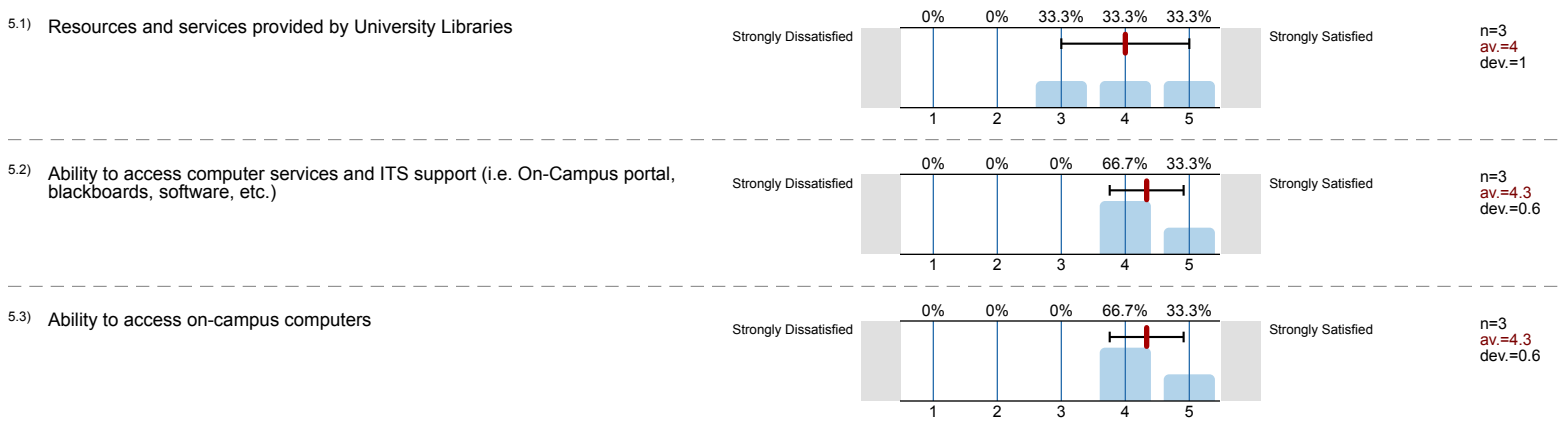 5.1) Resources and services provided by University Libraries
0% 0% 33.3% 33.3% 33.3%
Strongly Dissatisfied Strongly Satisfied
n=3
av.=4
dev.=1
1 2 3 4 5
5.2) Ability to access computer services and ITS support (i.e. On-Campus portal,
blackboards, software, etc.)
0% 0% 0% 66.7% 33.3%
Strongly Dissatisfied Strongly Satisfied
n=3
av.=4.3
dev.=0.6
1 2 3 4 5
5.3) Ability to access on-campus computers
0% 0% 0% 66.7% 33.3%
Strongly Dissatisfied Strongly Satisfied
n=3
av.=4.3
dev.=0.6
1 2 3 4 5